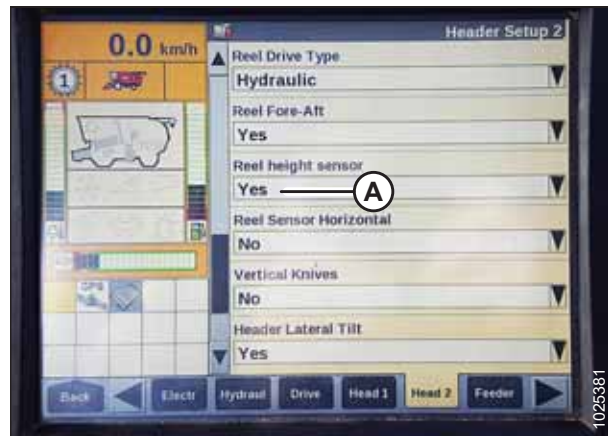 0.0 km/h
Header Setup 2
1
Reel Drive Type
Hydraulic
Reel Fore-Aft
Yes
Reel height sensor
Yes
A
Reel Sensor Horizontal
No
Vertical Knives
No
Header Lateral Tilt
Yes
Back Electr Hydraul Drive Head 1 Head 2 Feeder
1025381